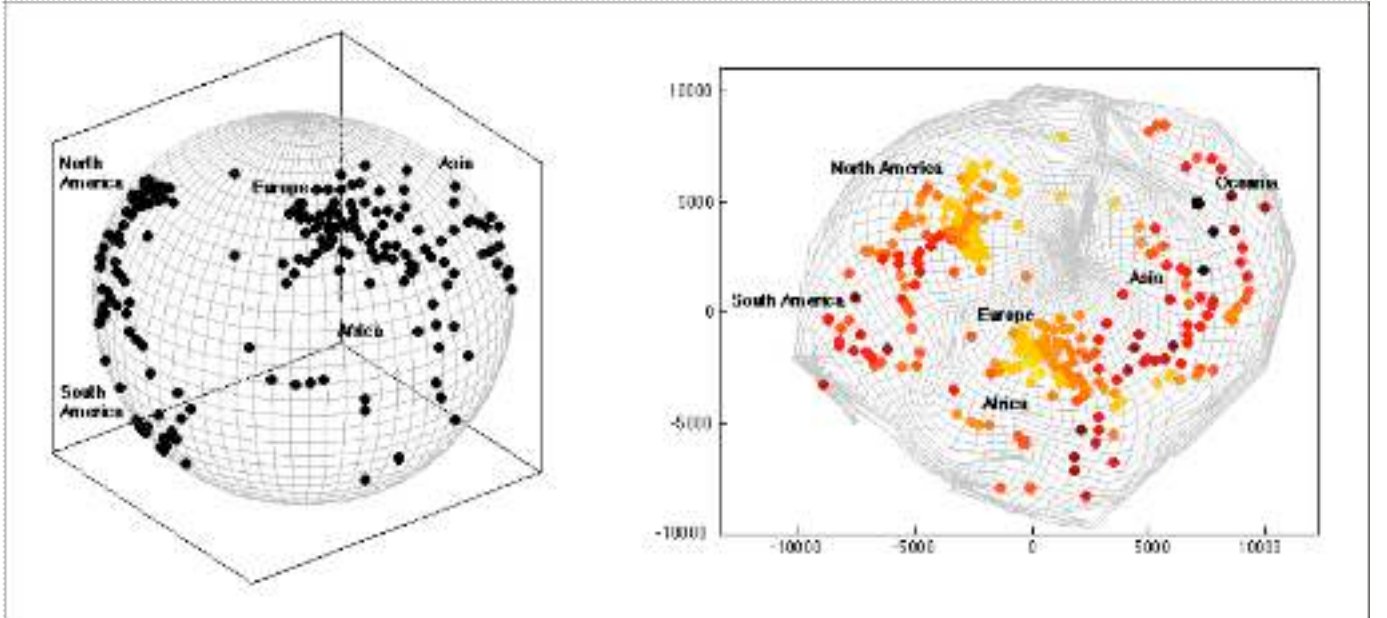 North
America
Europe
Asia
Africa
South
America
10000
5000
0
-5000
-10000
North America
Oceania
Asia
South America
Europe
Africa
-10000
-5000
0
5000
10000